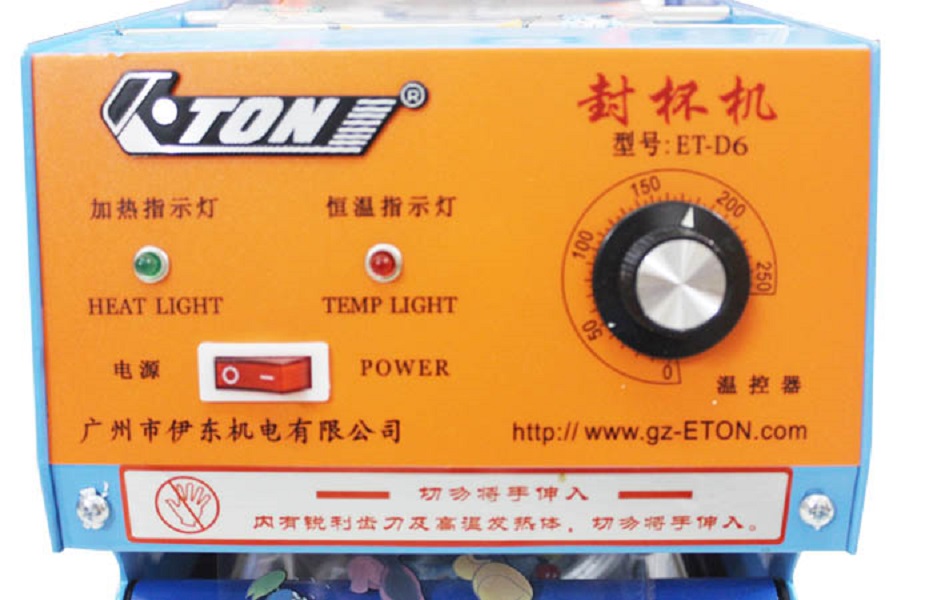 ETON®
封杯机
型号:ET-D6
加热指示灯
恒温指示灯
HEAT LIGHT
TEMP LIGHT
0
50
100
150
200
250
电源
POWER
温控器
广州市伊东机电有限公司
http://www.gz-ETON.com
切勿将手伸入
内有锐利齿刀及高温发热体，切勿将手伸入。